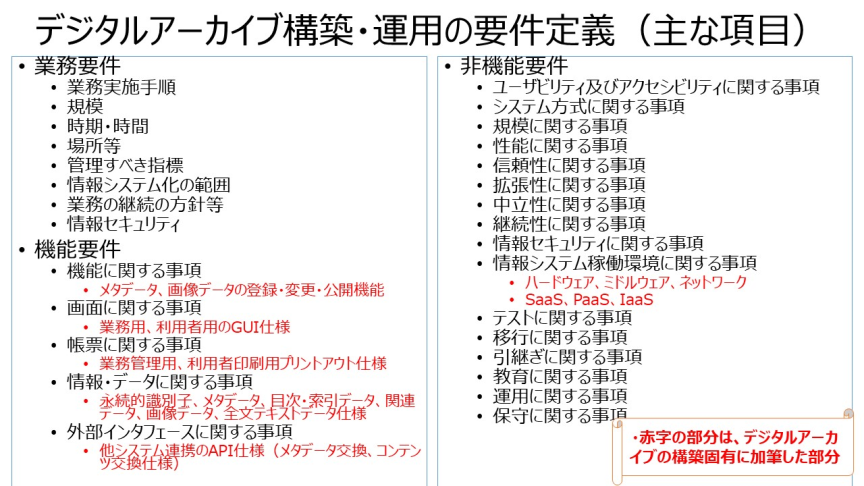 デジタルアーカイブ構築・運用の要件定義（主な項目）
• 業務要件
• 業務実施手順
• 規模
• 時期・時間
• 場所等
• 管理すべき指標
• 情報システム化の範囲
• 業務の継続の方針等
• 情報セキュリティ
• 機能要件
• 機能に関する事項
• メタデータ、画像データの登録・変更・公開機能
• 画面に関する事項
• 業務用、利用者用のGUI仕様
• 帳票に関する事項
• 業務管理用、利用者印刷用プリントアウト仕様
• 情報・データに関する事項
• 永続的識別子、メタデータ、目次・索引データ、関連
データ、画像データ、全文テキストデータ仕様
• 外部インタフェースに関する事項
• 他システム連携のAPI仕様（メタデータ交換、コンテン
ツ交換仕様）
• 非機能要件
• ユーザビリティ及びアクセシビリティに関する事項
• システム方式に関する事項
• 規模に関する事項
• 性能に関する事項
• 信頼性に関する事項
• 拡張性に関する事項
• 中立性に関する事項
• 継続性に関する事項
• 情報セキュリティに関する事項
• 情報システム稼働環境に関する事項
• ハードウェア、ミドルウェア、ネットワーク
• SaaS、PaaS、IaaS
• テストに関する事項
• 移行に関する事項
• 引継ぎに関する事項
• 教育に関する事項
• 運用に関する事項
• 保守に関する事項
・赤字の部分は、デジタルアーカ
イブの構築固有に加筆した部分